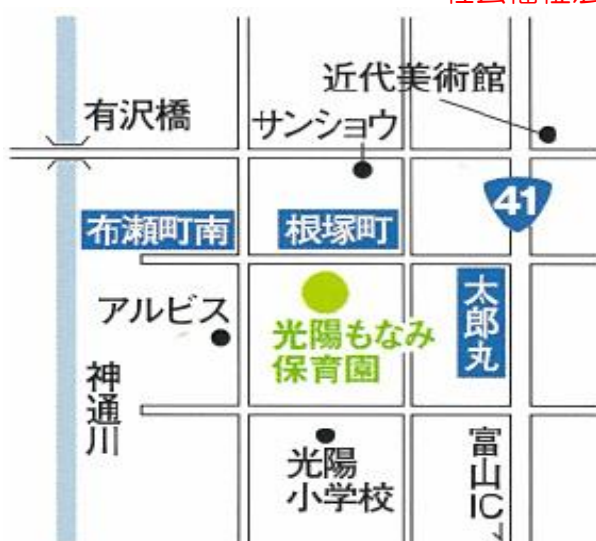 近代美術館
有沢橋
サンショウ
41
布瀬町南
根塚町
アルビス
太郎丸
光陽もなみ
保育園
神通川
光陽
小学校
富山IC